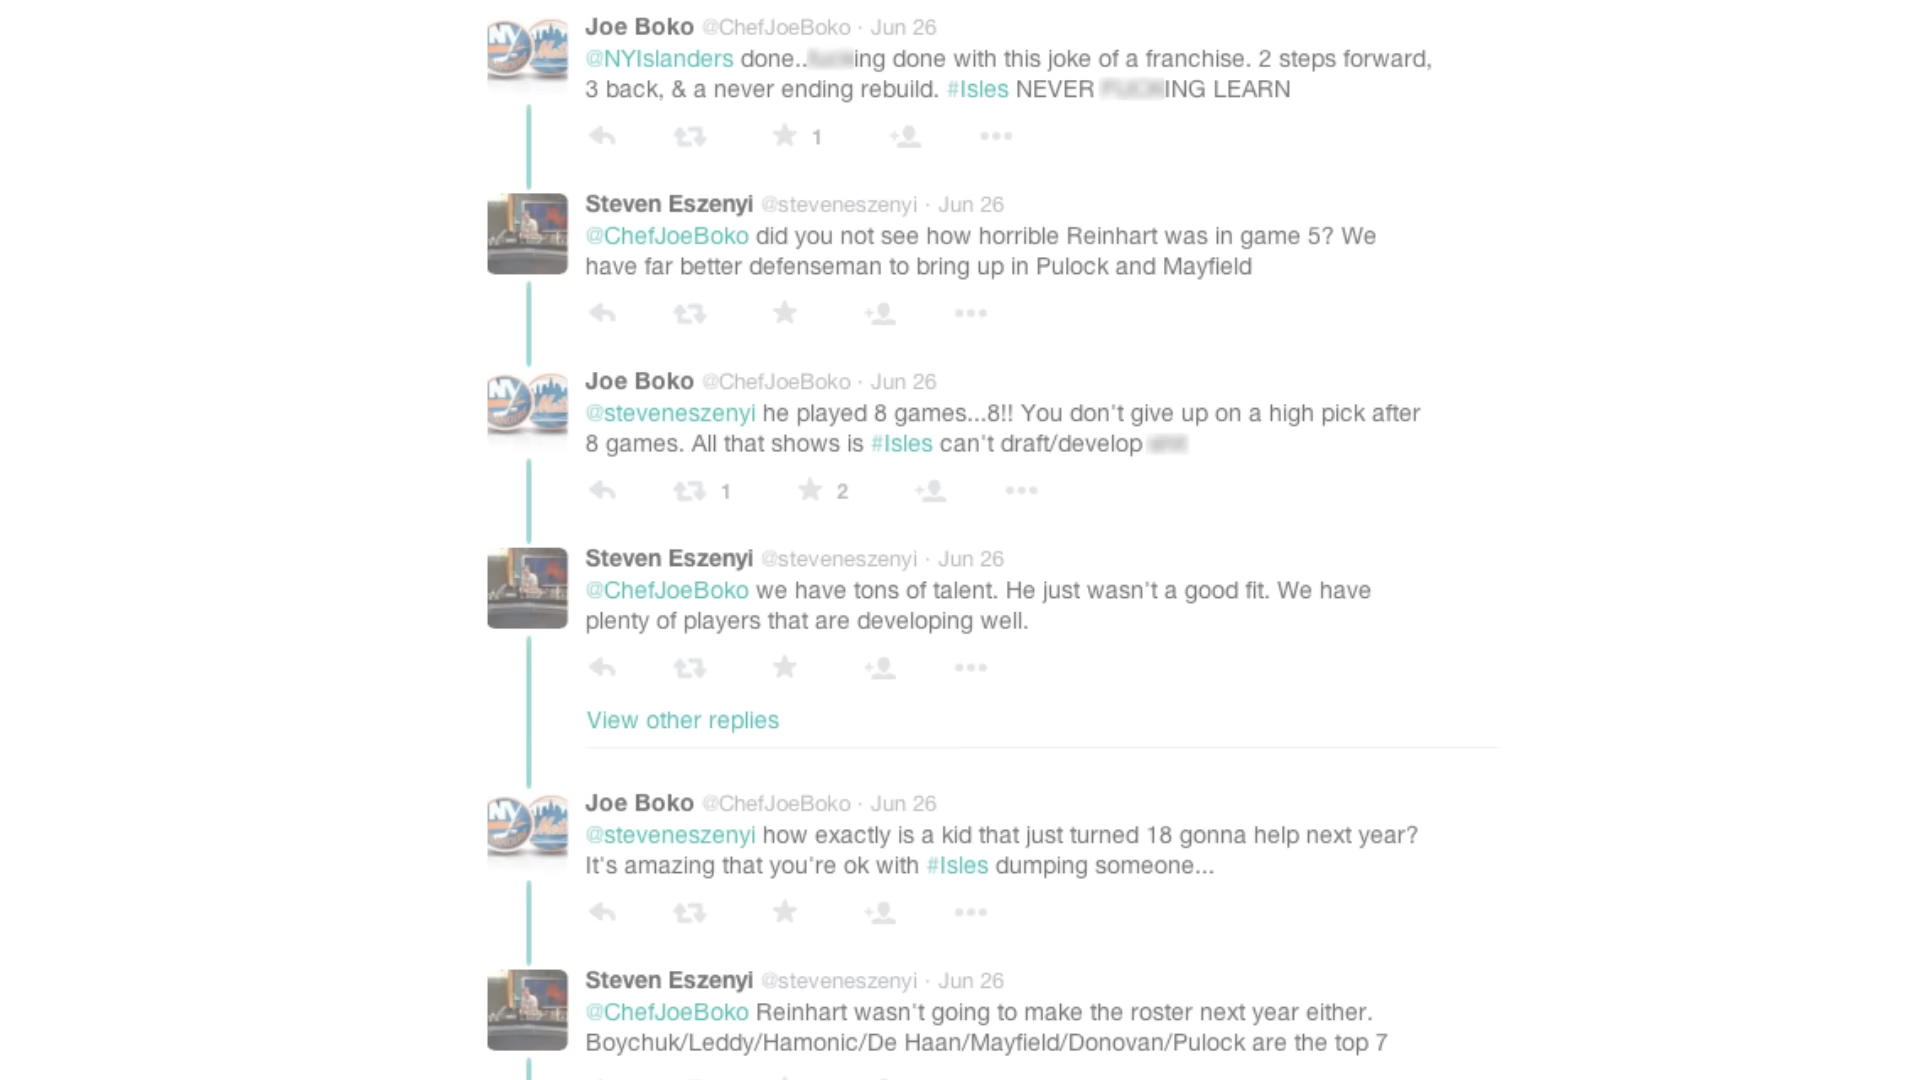 Joe Boko @ChefJoeBoko · Jun 26
@NYIslanders done.. ing done with this joke of a franchise. 2 steps forward,
3 back, & a never ending rebuild. #Isles NEVER ING LEARN
1
Steven Eszenyi @steveneszenyi · Jun 26
@ChefJoeBoko did you not see how horrible Reinhart was in game 5? We
have far better defenseman to bring up in Pulock and Mayfield
Joe Boko @ChefJoeBoko · Jun 26
@steveneszenyi he played 8 games...8!! You don't give up on a high pick after
8 games. All that shows is #Isles can't draft/develop
1 2
Steven Eszenyi @steveneszenyi · Jun 26
@ChefJoeBoko we have tons of talent. He just wasn't a good fit. We have
plenty of players that are developing well.
View other replies
Joe Boko @ChefJoeBoko · Jun 26
@steveneszenyi how exactly is a kid that just turned 18 gonna help next year?
It's amazing that you're ok with #Isles dumping someone...
Steven Eszenyi @steveneszenyi · Jun 26
@ChefJoeBoko Reinhart wasn't going to make the roster next year either.
Boychuk/Leddy/Hamonic/De Haan/Mayfield/Donovan/Pulock are the top 7